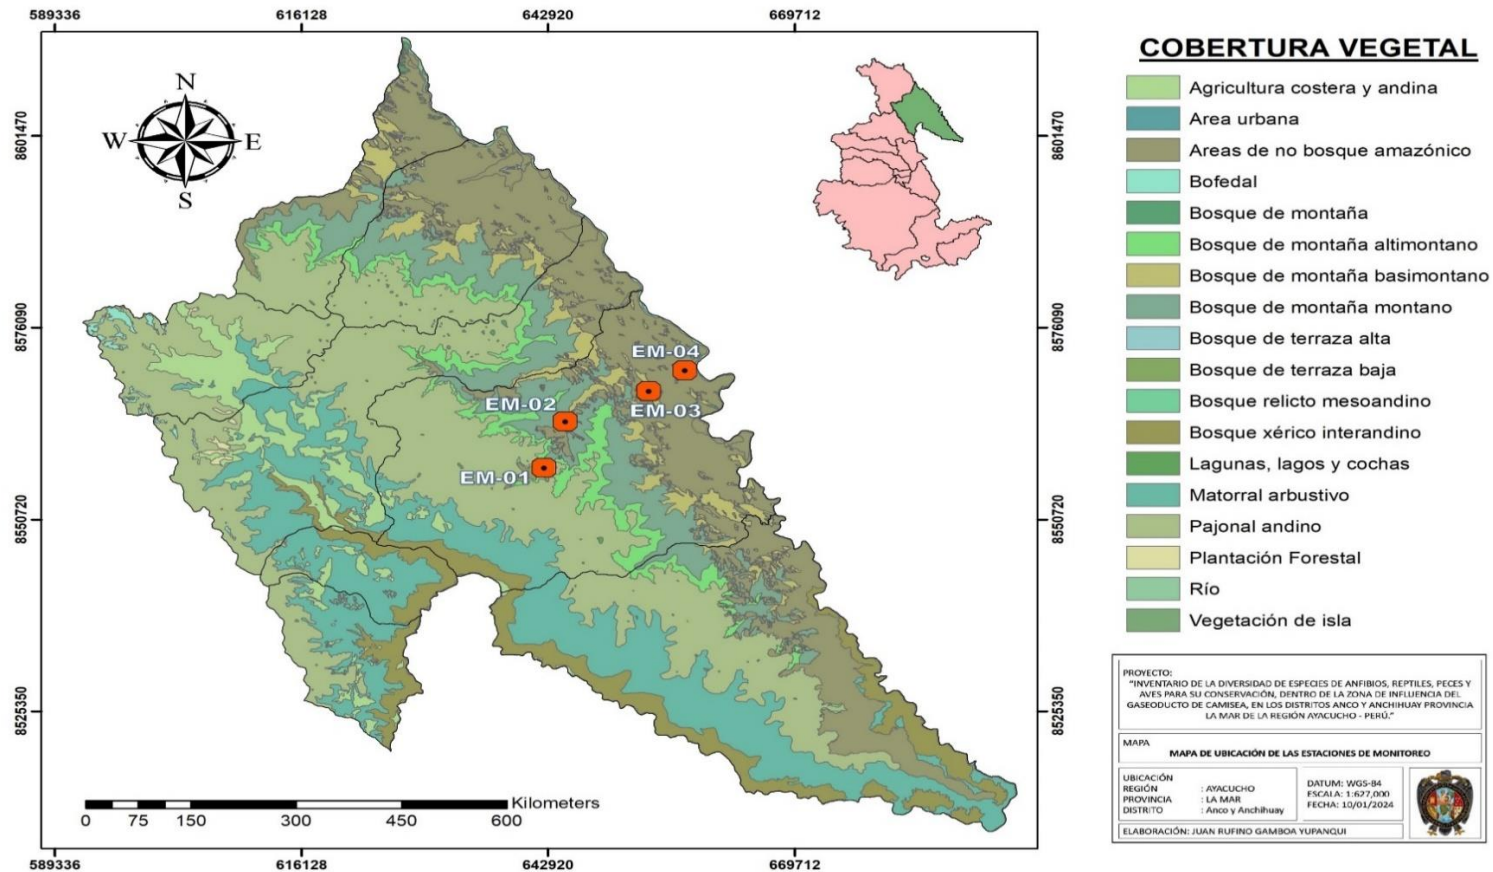 589336
616128
642920
669712
N
W
E
S
8601470
8576090
8550720
8525350
8601470
8576090
8550720
8525350
EM-04
EM-03
EM-02
EM-01
Kilometers
0
75
150
300
450
600
589336
616128
642920
669712
COBERTURA VEGETAL
Agricultura costera y andina
Area urbana
Areas de no bosque amazónico
Bofedal
Bosque de montaña
Bosque de montaña altimontano
Bosque de montaña basimontano
Bosque de montaña montano
Bosque de terraza alta
Bosque de terraza baja
Bosque relicto mesoandino
Bosque xérico interandino
Lagunas, lagos y cochas
Matorral arbustivo
Pajonal andino
Plantación Forestal
Río
Vegetación de isla
PROYECTO:
"INVENTARIO DE LA DIVERSIDAD DE ESPECIES DE ANFIBIOS, REPTILES, PECES Y
AVES PARA SU CONSERVACIÓN, DENTRO DE LA ZONA DE INFLUENCIA DEL
GASEODUCTO DE CAMISEA, EN LOS DISTRITOS ANCO Y ANCHIHUAY PROVINCIA
LA MAR DE LA REGIÓN AYACUCHO - PERÚ."
MAPA
MAPA DE UBICACIÓN DE LAS ESTACIONES DE MONITOREO
UBICACIÓN
REGIÓN : AYACUCHO
PROVINCIA : LA MAR
DISTRITO : Anco y Anchihuay
DATUM: WGS-84
ESCALA: 1:627,000
FECHA: 10/01/2024
ELABORACIÓN: JUAN RUFINO GAMBOA YUPANQUI